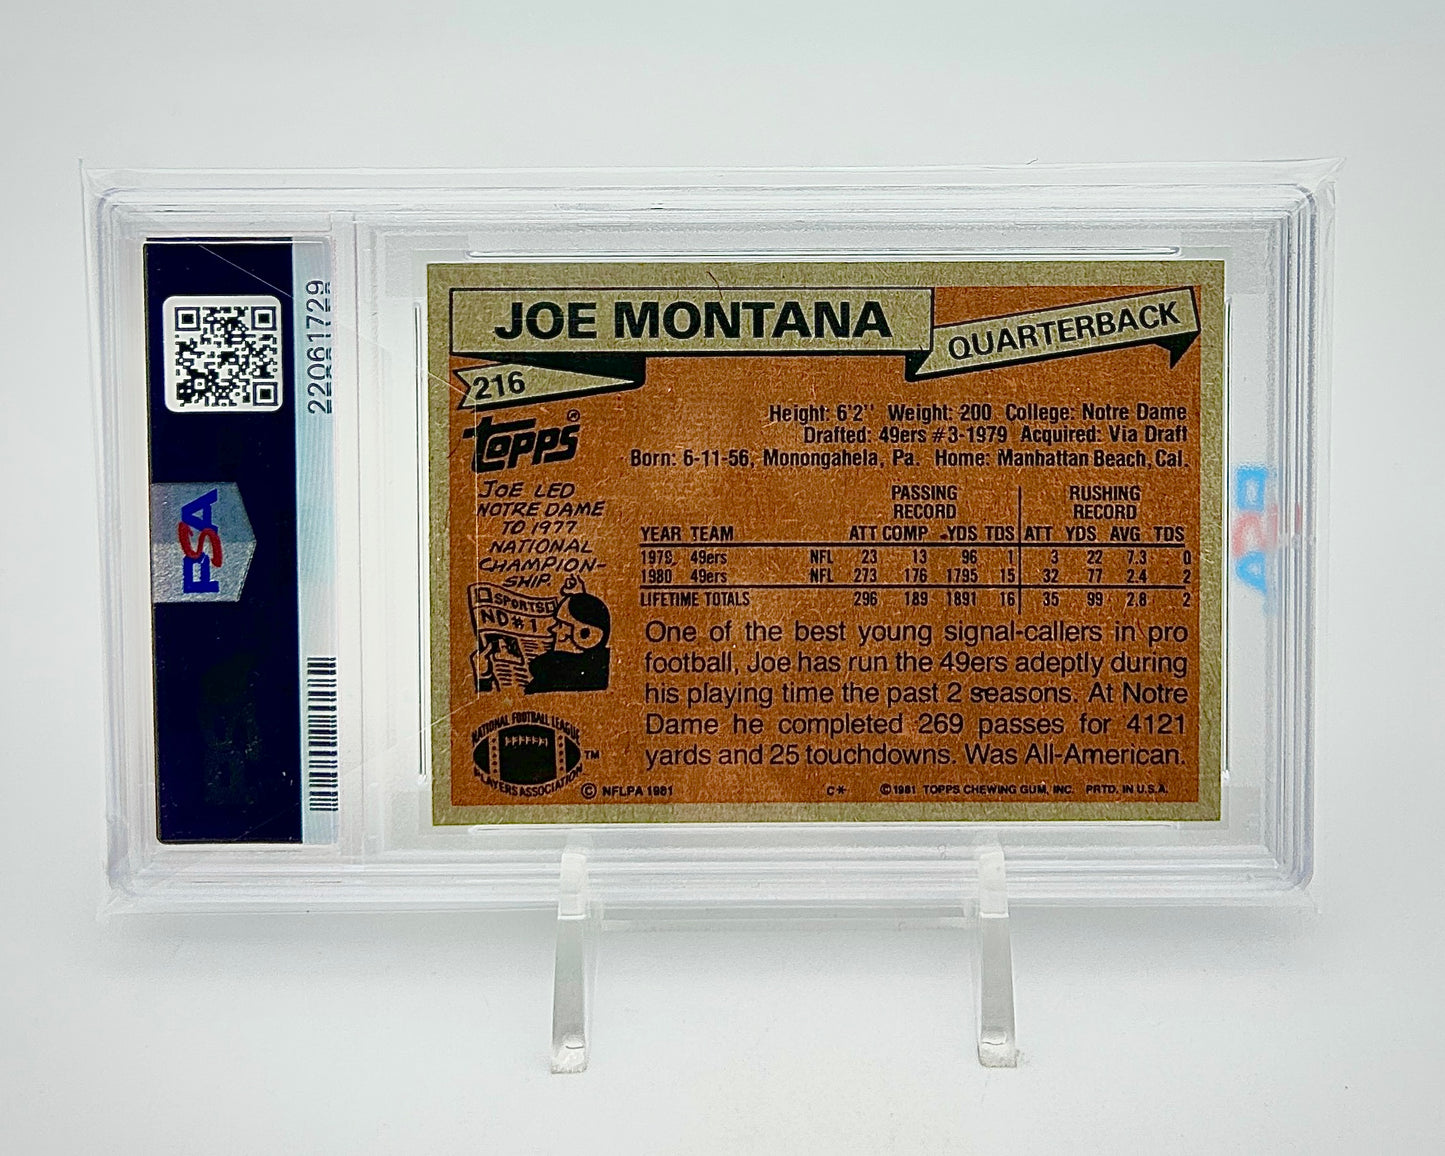 22061729
PSA
JOE MONTANA
QUARTERBACK
216
Topps®
Height: 6'2" Weight: 200 College: Notre Dame
Drafted: 49ers #3-1979 Acquired: Via Draft
Born: 6-11-56, Monongahela, Pa. Home: Manhattan Beach, Cal.
JOE LED
NOTRE DAME
TO 1977
NATIONAL
CHAMPION-
SHIP.
SPORTS
ND#1
PASSING RUSHING
RECORD RECORD
YEAR TEAM ATT COMP YDS TDS ATT YDS AVG TDS
1979 49ers NFL 23 13 96 1 3 22 7.3 0
1980 49ers NFL 273 176 1795 15 32 77 2.4 2
LIFETIME TOTALS 296 189 1891 16 35 99 2.8 2
One of the best young signal-callers in pro
football, Joe has run the 49ers adeptly during
his playing time the past 2 seasons. At Notre
Dame he completed 269 passes for 4121
yards and 25 touchdowns. Was All-American.
NATIONAL FOOTBALL LEAGUE
PLAYERS ASSOCIATION
™
© NFLPA 1981 C* © 1981 TOPPS CHEWING GUM, INC. PRTD. IN U.S.A.